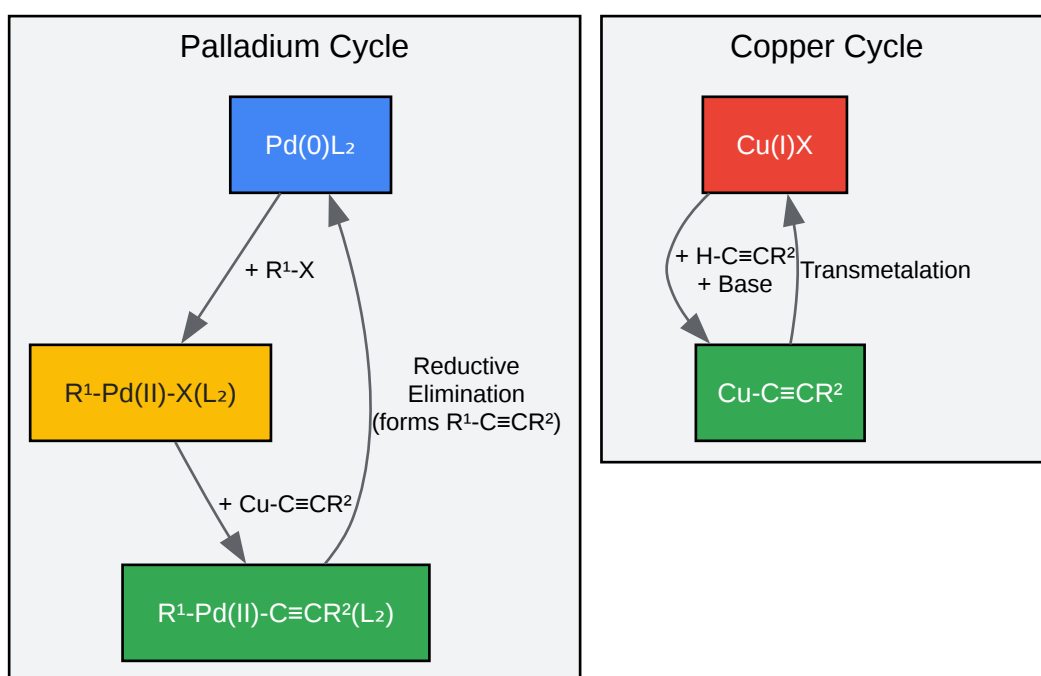 Palladium Cycle
Pd(0)L₂
+ R¹-X
R¹-Pd(II)-X(L₂)
Reductive
Elimination
(forms R¹-C≡CR²)
+ Cu-C≡CR²
R¹-Pd(II)-C≡CR²(L₂)
Copper Cycle
Cu(I)X
+ H-C≡CR²
+ Base
Transmetalation
Cu-C≡CR²